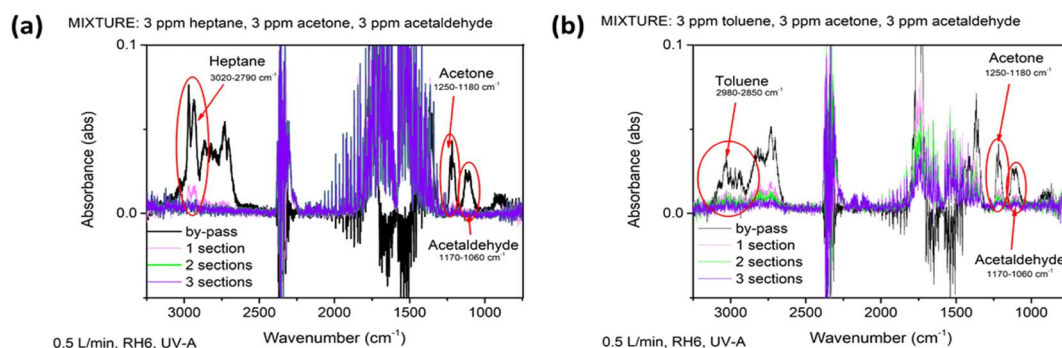 (a)
MIXTURE: 3 ppm heptane, 3 ppm acetone, 3 ppm acetaldehyde
0.1
Heptane
3020-2790 cm⁻¹
Acetone
1250-1180 cm⁻¹
Absorbance (abs)
0.0
by-pass
1 section
2 sections
3 sections
Acetaldehyde
1170-1060 cm⁻¹
3000 2500 2000 1500 1000
Wavenumber (cm⁻¹)
0.5 L/min, RH6, UV-A
(b)
MIXTURE: 3 ppm toluene, 3 ppm acetone, 3 ppm acetaldehyde
0.1
Toluene
2980-2850 cm⁻¹
Acetone
1250-1180 cm⁻¹
Absorbance (abs)
0.0
by-pass
1 section
2 sections
3 sections
Acetaldehyde
1170-1060 cm⁻¹
3000 2500 2000 1500 1000
Wavenumber (cm⁻¹)
0.5 L/min, RH6, UV-A